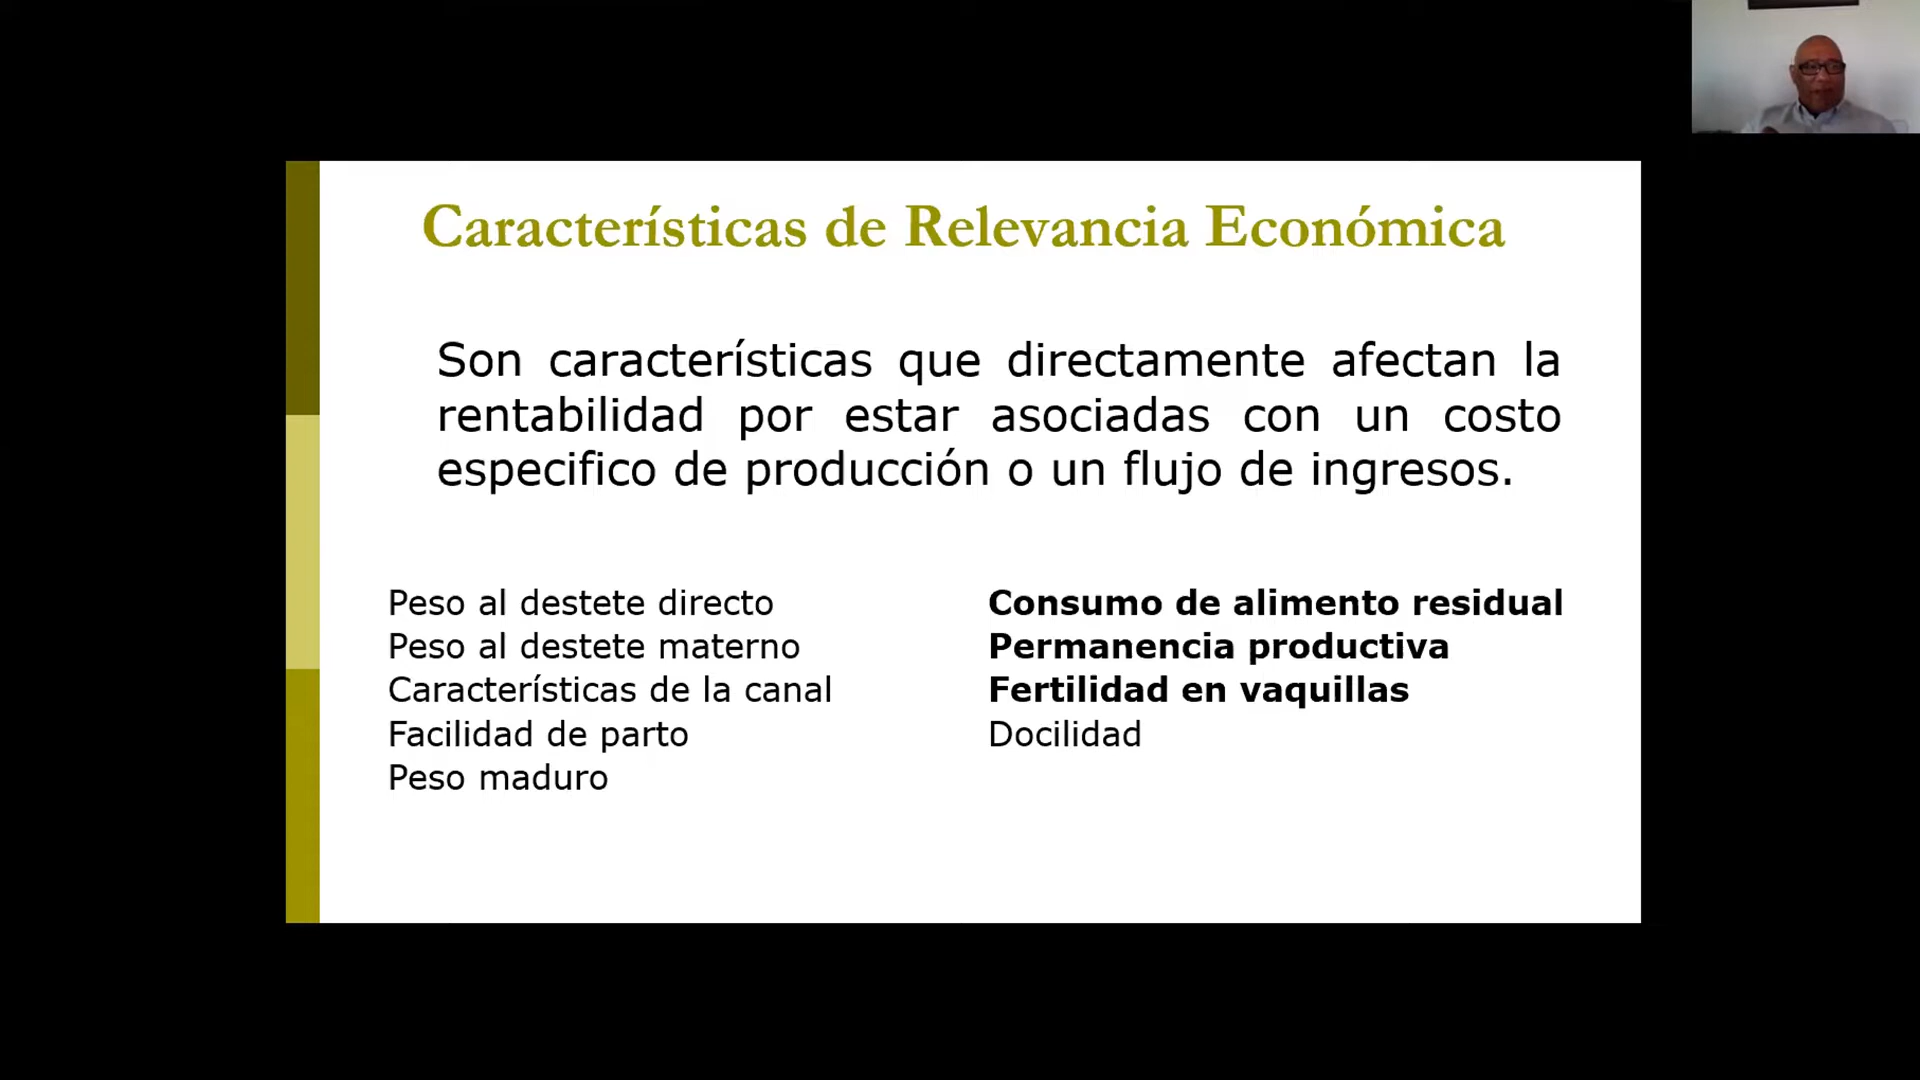 Características de Relevancia Económica
Son características que directamente afectan la
rentabilidad por estar asociadas con un costo
especifico de producción o un flujo de ingresos.
Peso al destete directo
Peso al destete materno
Características de la canal
Facilidad de parto
Peso maduro
Consumo de alimento residual
Permanencia productiva
Fertilidad en vaquillas
Docilidad